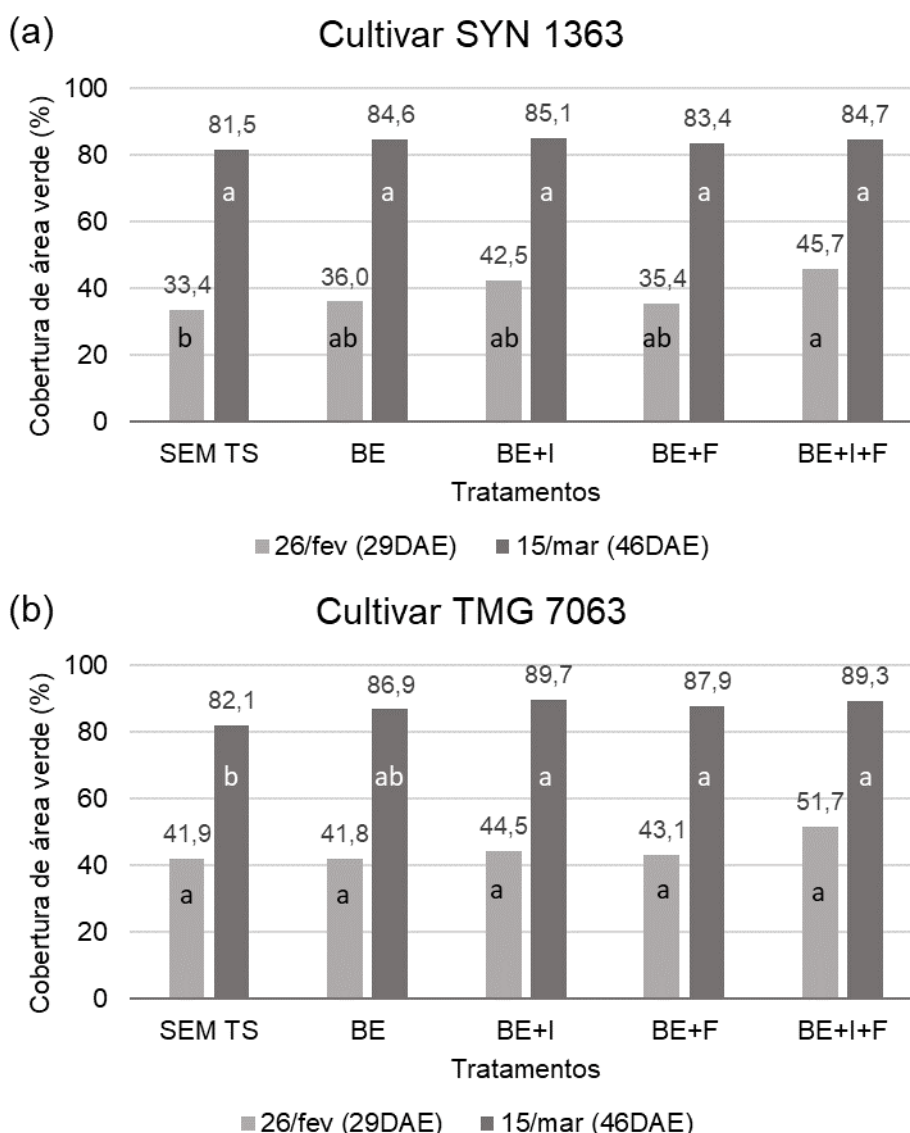 (a)
Cultivar SYN 1363
Cobertura de área verde (%)
100
80
60
40
20
0
81,5
84,6
85,1
83,4
84,7
33,4
36,0
42,5
35,4
45,7
a
a
a
a
a
b
ab
ab
ab
a
SEM TS
BE
BE+I
BE+F
BE+I+F
Tratamentos
26/fev (29DAE)
15/mar (46DAE)
(b)
Cultivar TMG 7063
Cobertura de área verde (%)
100
80
60
40
20
0
82,1
86,9
89,7
87,9
89,3
41,9
41,8
44,5
43,1
51,7
b
ab
a
a
a
a
a
a
a
a
SEM TS
BE
BE+I
BE+F
BE+I+F
Tratamentos
26/fev (29DAE)
15/mar (46DAE)